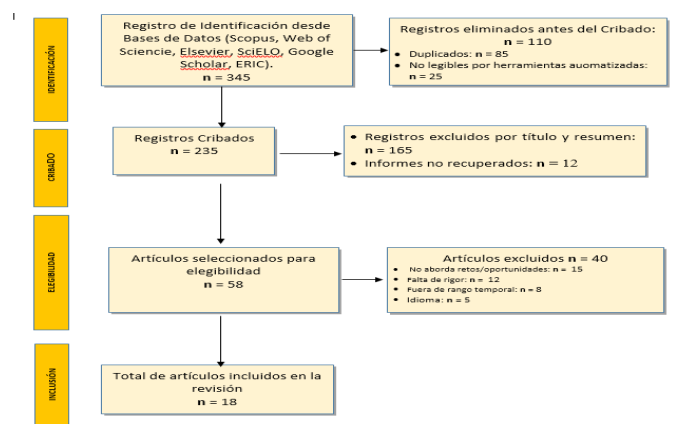 I
IDENTIFICACIÓN
Registro de Identificación desde
Bases de Datos (Scopus, Web of
Sciencie, Elsevier, SciELO, Google
Scholar, ERIC).
n = 345
Registros eliminados antes del Cribado:
n = 110
• Duplicados: n = 85
• No legibles por herramientas auomatizadas:
n = 25
CRIBADO
Registros Cribados
n = 235
• Registros excluidos por título y resumen:
n = 165
• Informes no recuperados: n = 12
ELEGIBILIDAD
Artículos seleccionados para
elegibilidad
n = 58
Artículos excluidos n = 40
• No aborda retos/oportunidades: n = 15
• Falta de rigor: n = 12
• Fuera de rango temporal: n = 8
• Idioma: n = 5
INCLUSIÓN
Total de artículos incluidos en la
revisión
n = 18